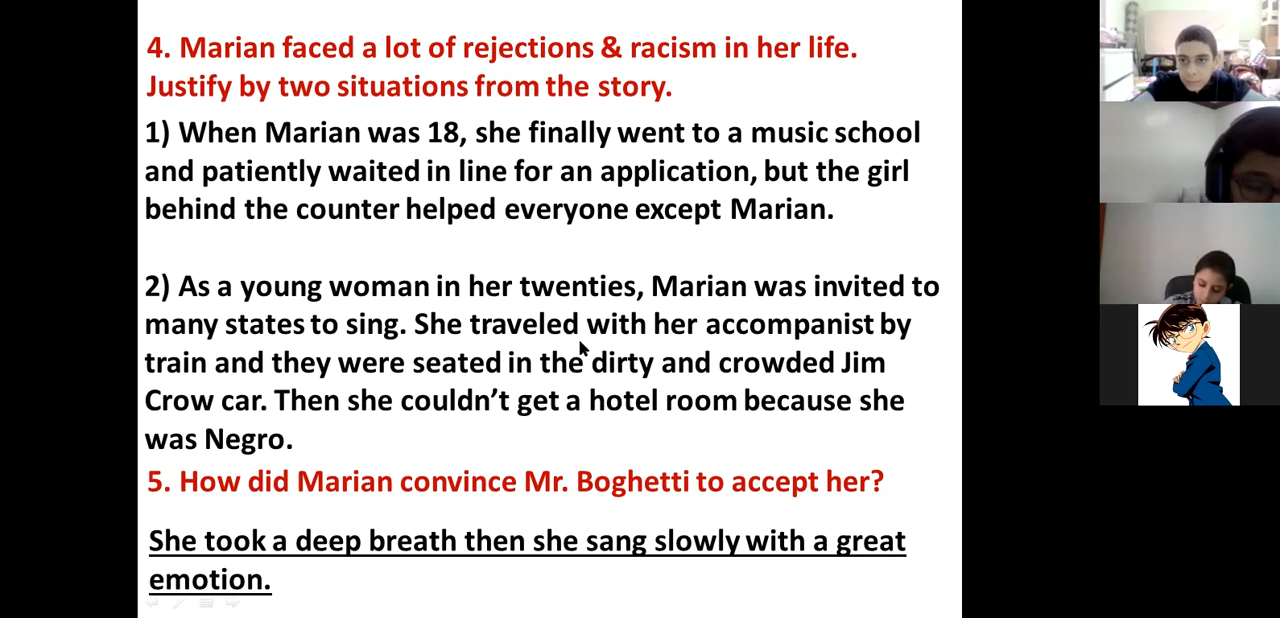 4. Marian faced a lot of rejections & racism in her life.
Justify by two situations from the story.
1) When Marian was 18, she finally went to a music school
and patiently waited in line for an application, but the girl
behind the counter helped everyone except Marian.
2) As a young woman in her twenties, Marian was invited to
many states to sing. She traveled with her accompanist by
train and they were seated in the dirty and crowded Jim
Crow car. Then she couldn’t get a hotel room because she
was Negro.
5. How did Marian convince Mr. Boghetti to accept her?
She took a deep breath then she sang slowly with a great
emotion.